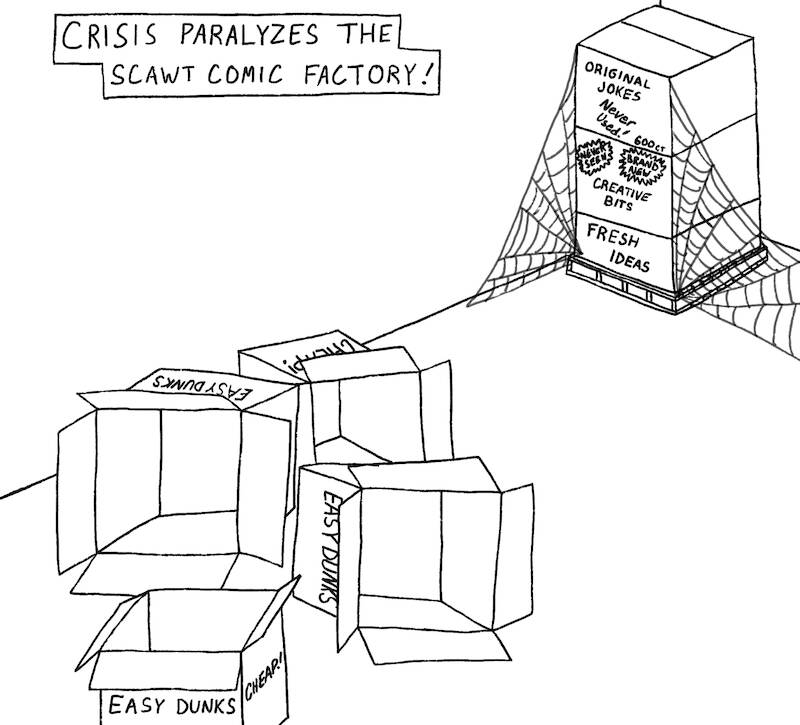 CRISIS PARALYZES THE
SCAWT COMIC FACTORY!
ORIGINAL
JOKES
Never
Used!
600CT
NEVER
SEEN
BRAND
NEW
CREATIVE
BITS
FRESH
IDEAS
CHEAP!
EASY DUNKS
EASY DUNKS
EASY DUNKS
CHEAP!